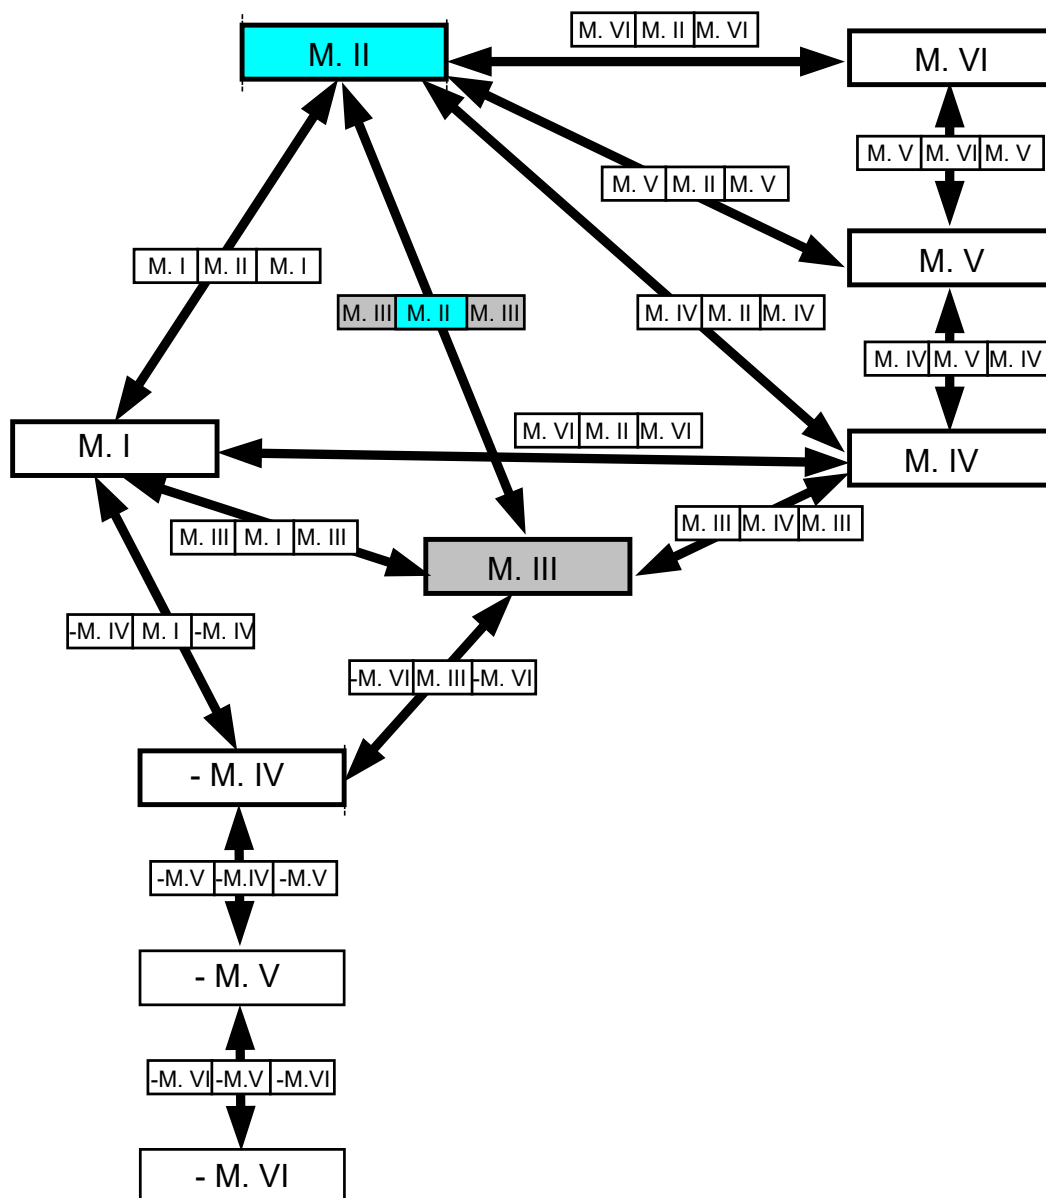 M. VI M. II M. VI
M. II
M. VI
M. V M. VI M. V
M. V M. II M. V
M. I M. II M. I
M. V
M. III M. II M. III
M. IV M. II M. IV
M. IV M. V M. IV
M. VI M. II M. VI
M. I
M. IV
M. III M. I M. III
M. III M. IV M. III
M. III
-M. IV M. I -M. IV
-M. VI M. III -M. VI
- M. IV
-M.V -M.IV -M.V
- M. V
-M. VI -M.V -M.VI
- M. VI